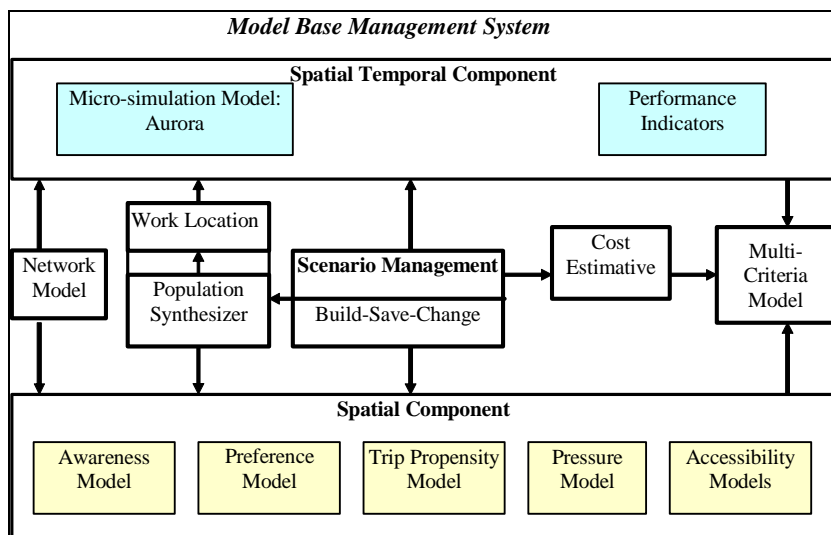 Model Base Management System
Spatial Temporal Component
Micro-simulation Model:
Aurora
Performance
Indicators
Work Location
Network
Model
Population
Synthesizer
Scenario Management
Build-Save-Change
Cost
Estimative
Multi-
Criteria
Model
Spatial Component
Awareness
Model
Preference
Model
Trip Propensity
Model
Pressure
Model
Accessibility
Models